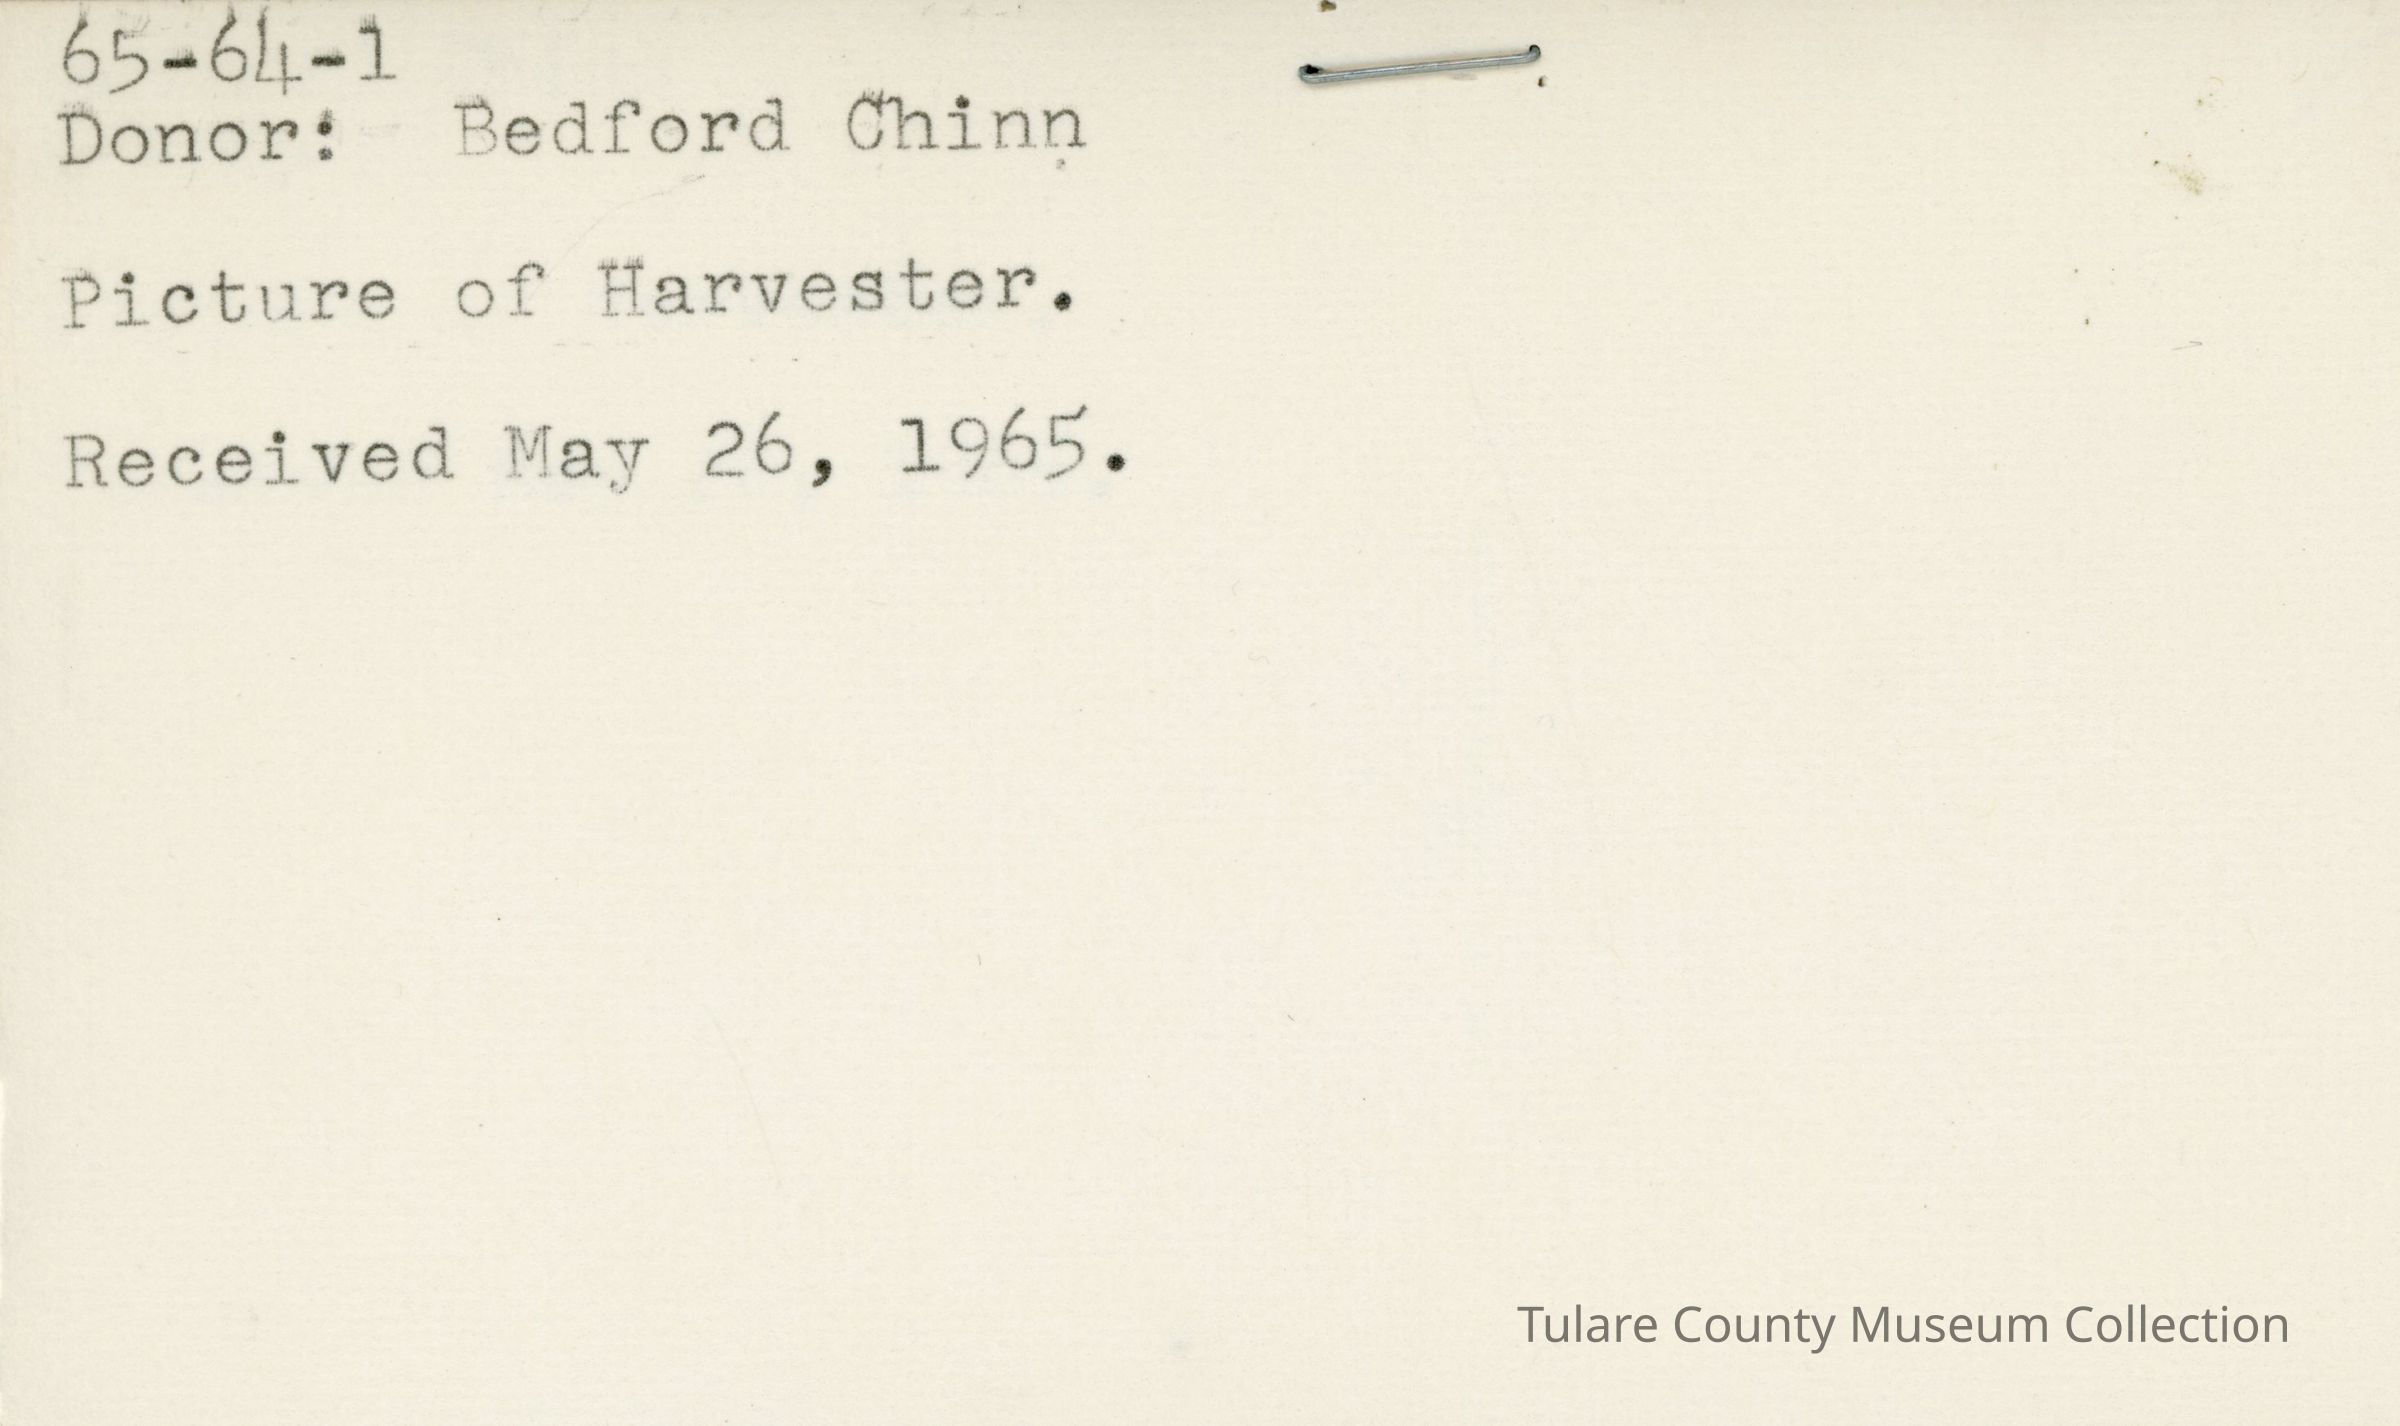 65-64-1
Donor: Bedford Chinn
Picture of Harvester.
Received May 26, 1965.
Tulare County Museum Collection